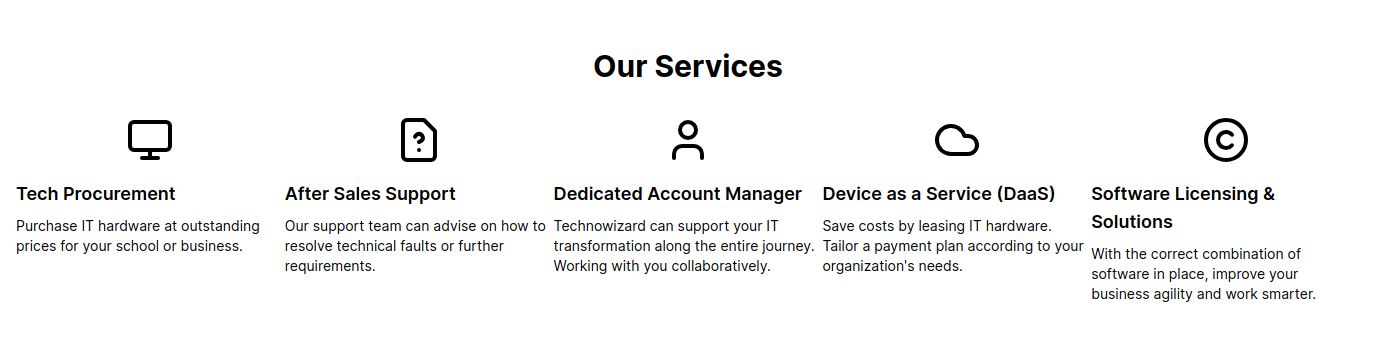 Our Services
Tech Procurement
Purchase IT hardware at outstanding
prices for your school or business.
After Sales Support
Our support team can advise on how to
resolve technical faults or further
requirements.
Dedicated Account Manager
Technowizard can support your IT
transformation along the entire journey.
Working with you collaboratively.
Device as a Service (DaaS)
Save costs by leasing IT hardware.
Tailor a payment plan according to your
organization's needs.
Software Licensing &
Solutions
With the correct combination of
software in place, improve your
business agility and work smarter.